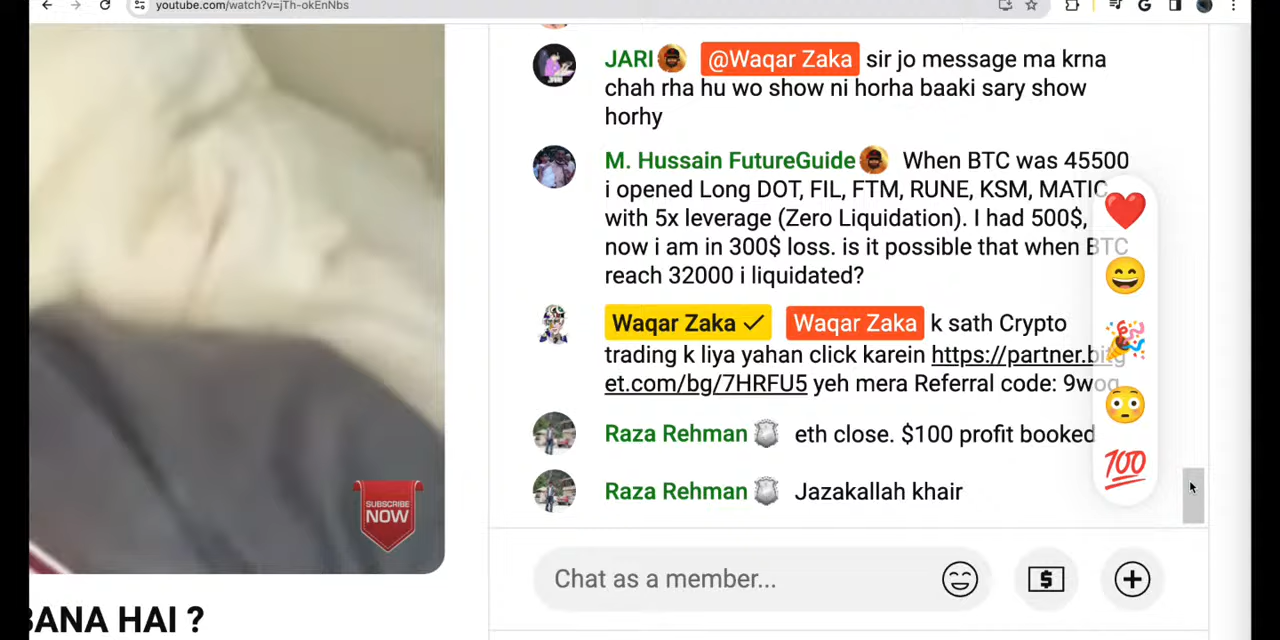 youtube.com/watch?v=jTh-okEnNbs
JARI @Waqar Zaka sir jo message ma krna
chah rha hu wo show ni horha baaki sary show
horhy
M. Hussain FutureGuide When BTC was 45500
i opened Long DOT, FIL, FTM, RUNE, KSM, MATIC
with 5x leverage (Zero Liquidation). I had 500$,
now i am in 300$ loss. is it possible that when BTC
reach 32000 i liquidated?
Waqar Zaka Waqar Zaka k sath Crypto
trading k liya yahan click karein https://partner.bitg
et.com/bg/7HRFU5 yeh mera Referral code: 9woq
Raza Rehman eth close. $100 profit booked
100
Raza Rehman Jazakallah khair
SUBSCRIBE
NOW
Chat as a member...
BANA HAI ?